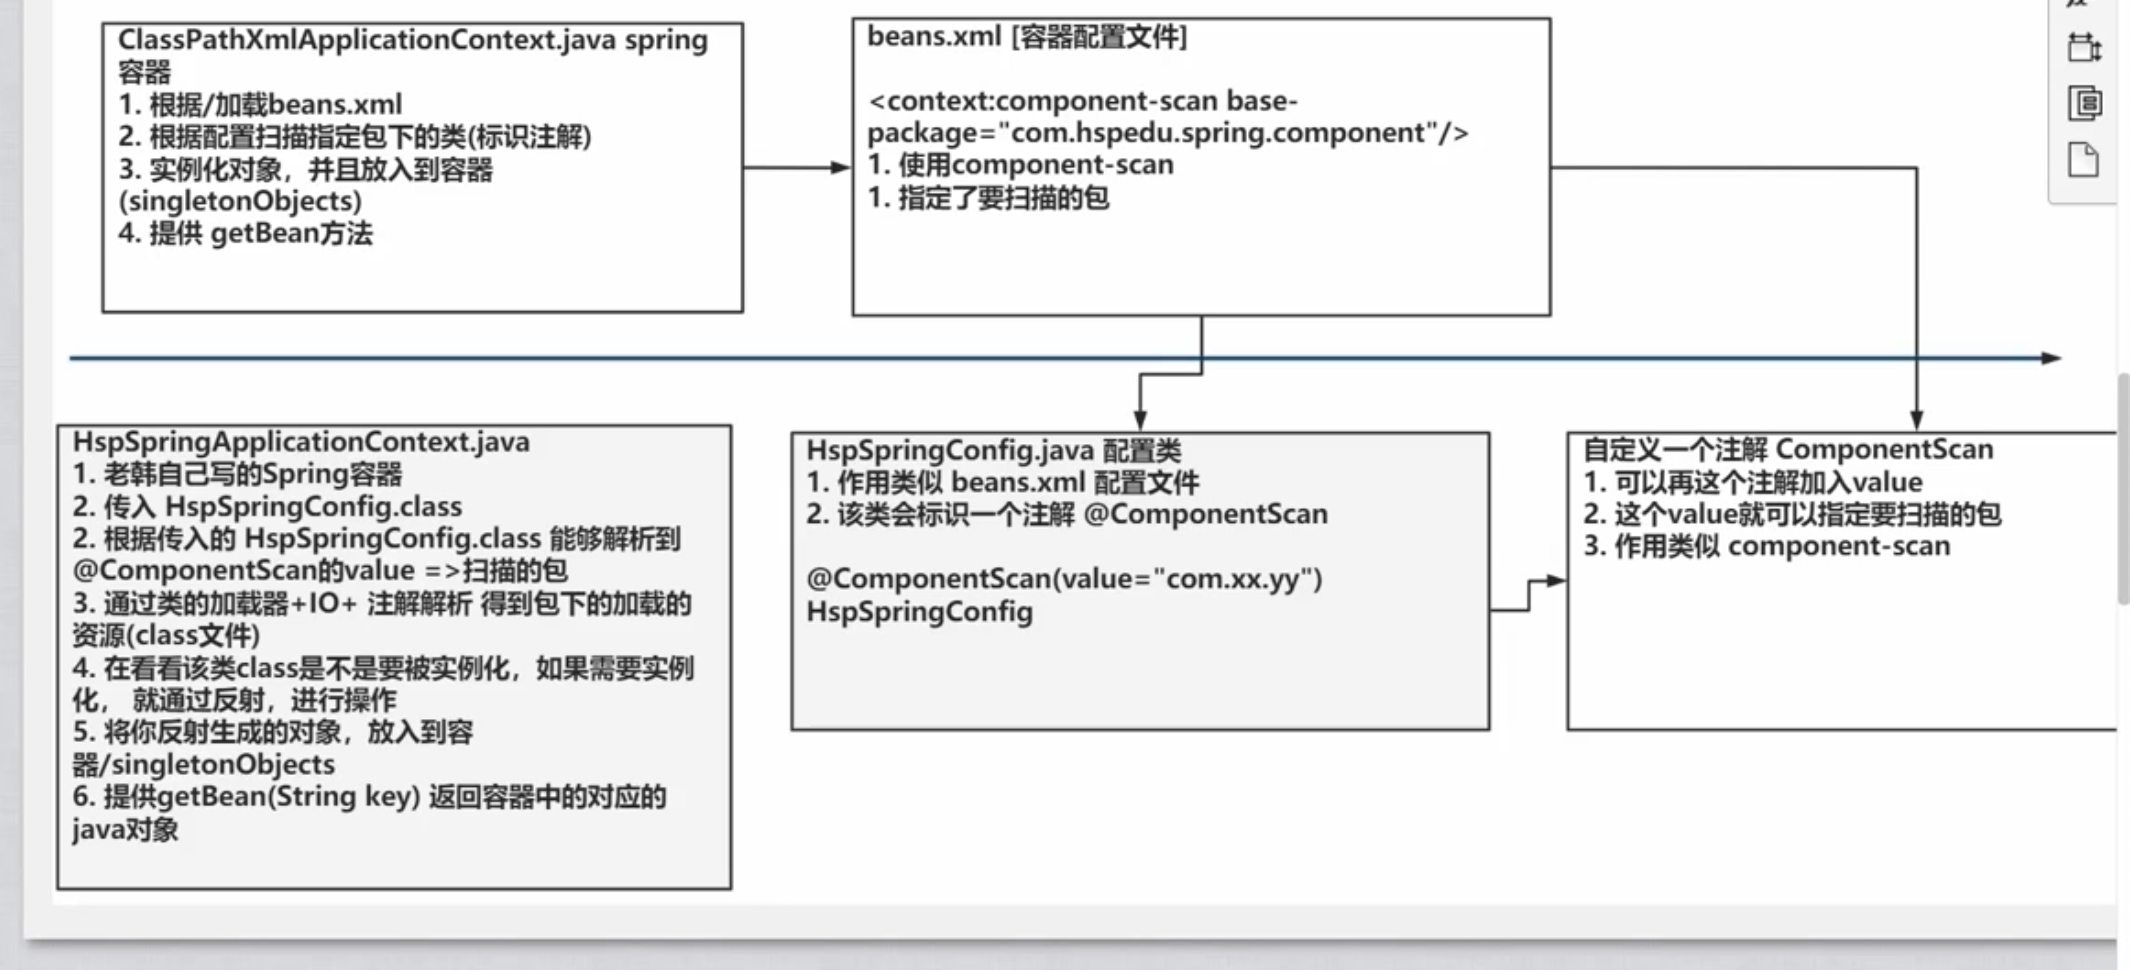 ClassPathXmlApplicationContext.java spring
容器
1. 根据/加载beans.xml
2. 根据配置扫描指定包下的类(标识注解)
3. 实例化对象，并且放入到容器
(singletonObjects)
4. 提供 getBean方法
beans.xml [容器配置文件]
<context:component-scan base-
package="com.hspedu.spring.component"/>
1. 使用component-scan
1. 指定了要扫描的包
HspSpringApplicationContext.java
1. 老韩自己写的Spring容器
2. 传入 HspSpringConfig.class
2. 根据传入的 HspSpringConfig.class 能够解析到
@ComponentScan的value =>扫描的包
3. 通过类的加载器+IO+ 注解解析 得到包下的加载的
资源(class文件)
4. 在看看该类class是不是要被实例化，如果需要实例
化， 就通过反射，进行操作
5. 将你反射生成的对象，放入到容
器/singletonObjects
6. 提供getBean(String key) 返回容器中的对应的
java对象
HspSpringConfig.java 配置类
1. 作用类似 beans.xml 配置文件
2. 该类会标识一个注解 @ComponentScan
@ComponentScan(value="com.xx.yy")
HspSpringConfig
自定义一个注解 ComponentScan
1. 可以再这个注解加入value
2. 这个value就可以指定要扫描的包
3. 作用类似 component-scan